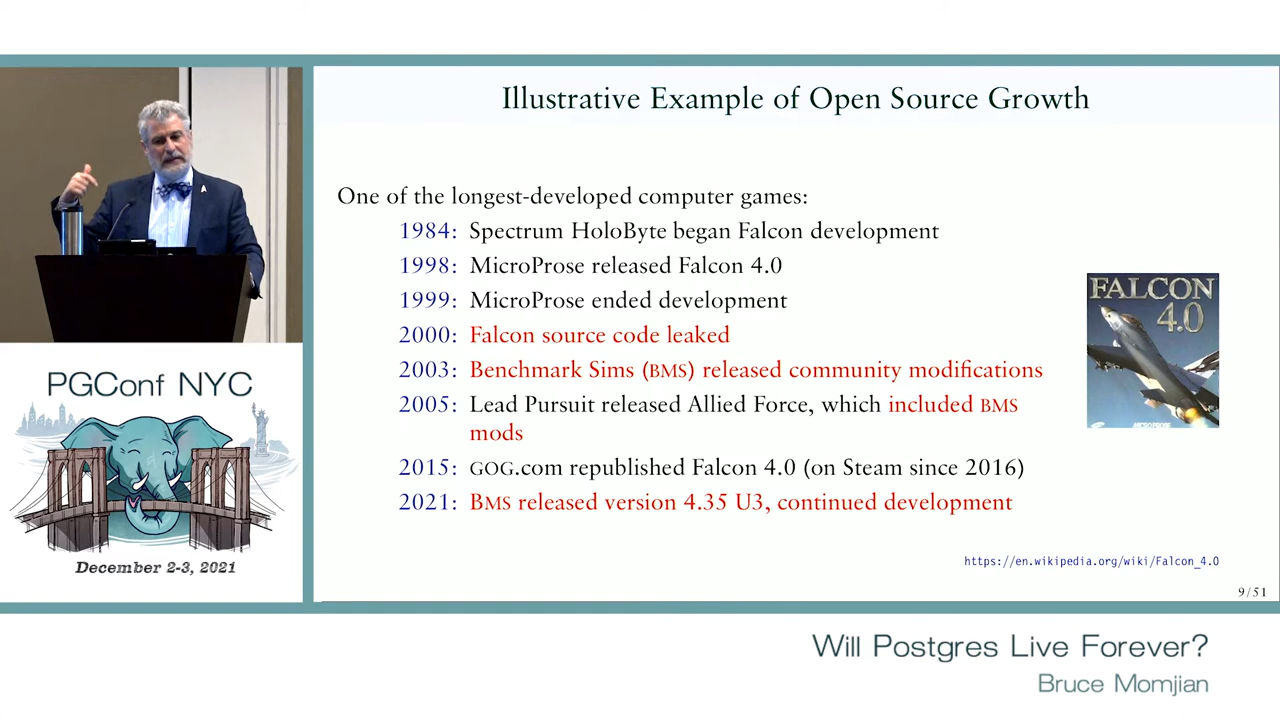 Illustrative Example of Open Source Growth
One of the longest-developed computer games:
1984: Spectrum HoloByte began Falcon development
1998: MicroProse released Falcon 4.0
1999: MicroProse ended development
2000: Falcon source code leaked
2003: Benchmark Sims (BMS) released community modifications
2005: Lead Pursuit released Allied Force, which included BMS
mods
2015: GOG.com republished Falcon 4.0 (on Steam since 2016)
2021: BMS released version 4.35 U3, continued development
FALCON
4.0
MICROPROSE
https://en.wikipedia.org/wiki/Falcon_4.0
9/51
PGConf NYC
December 2-3, 2021
Will Postgres Live Forever?
Bruce Momjian